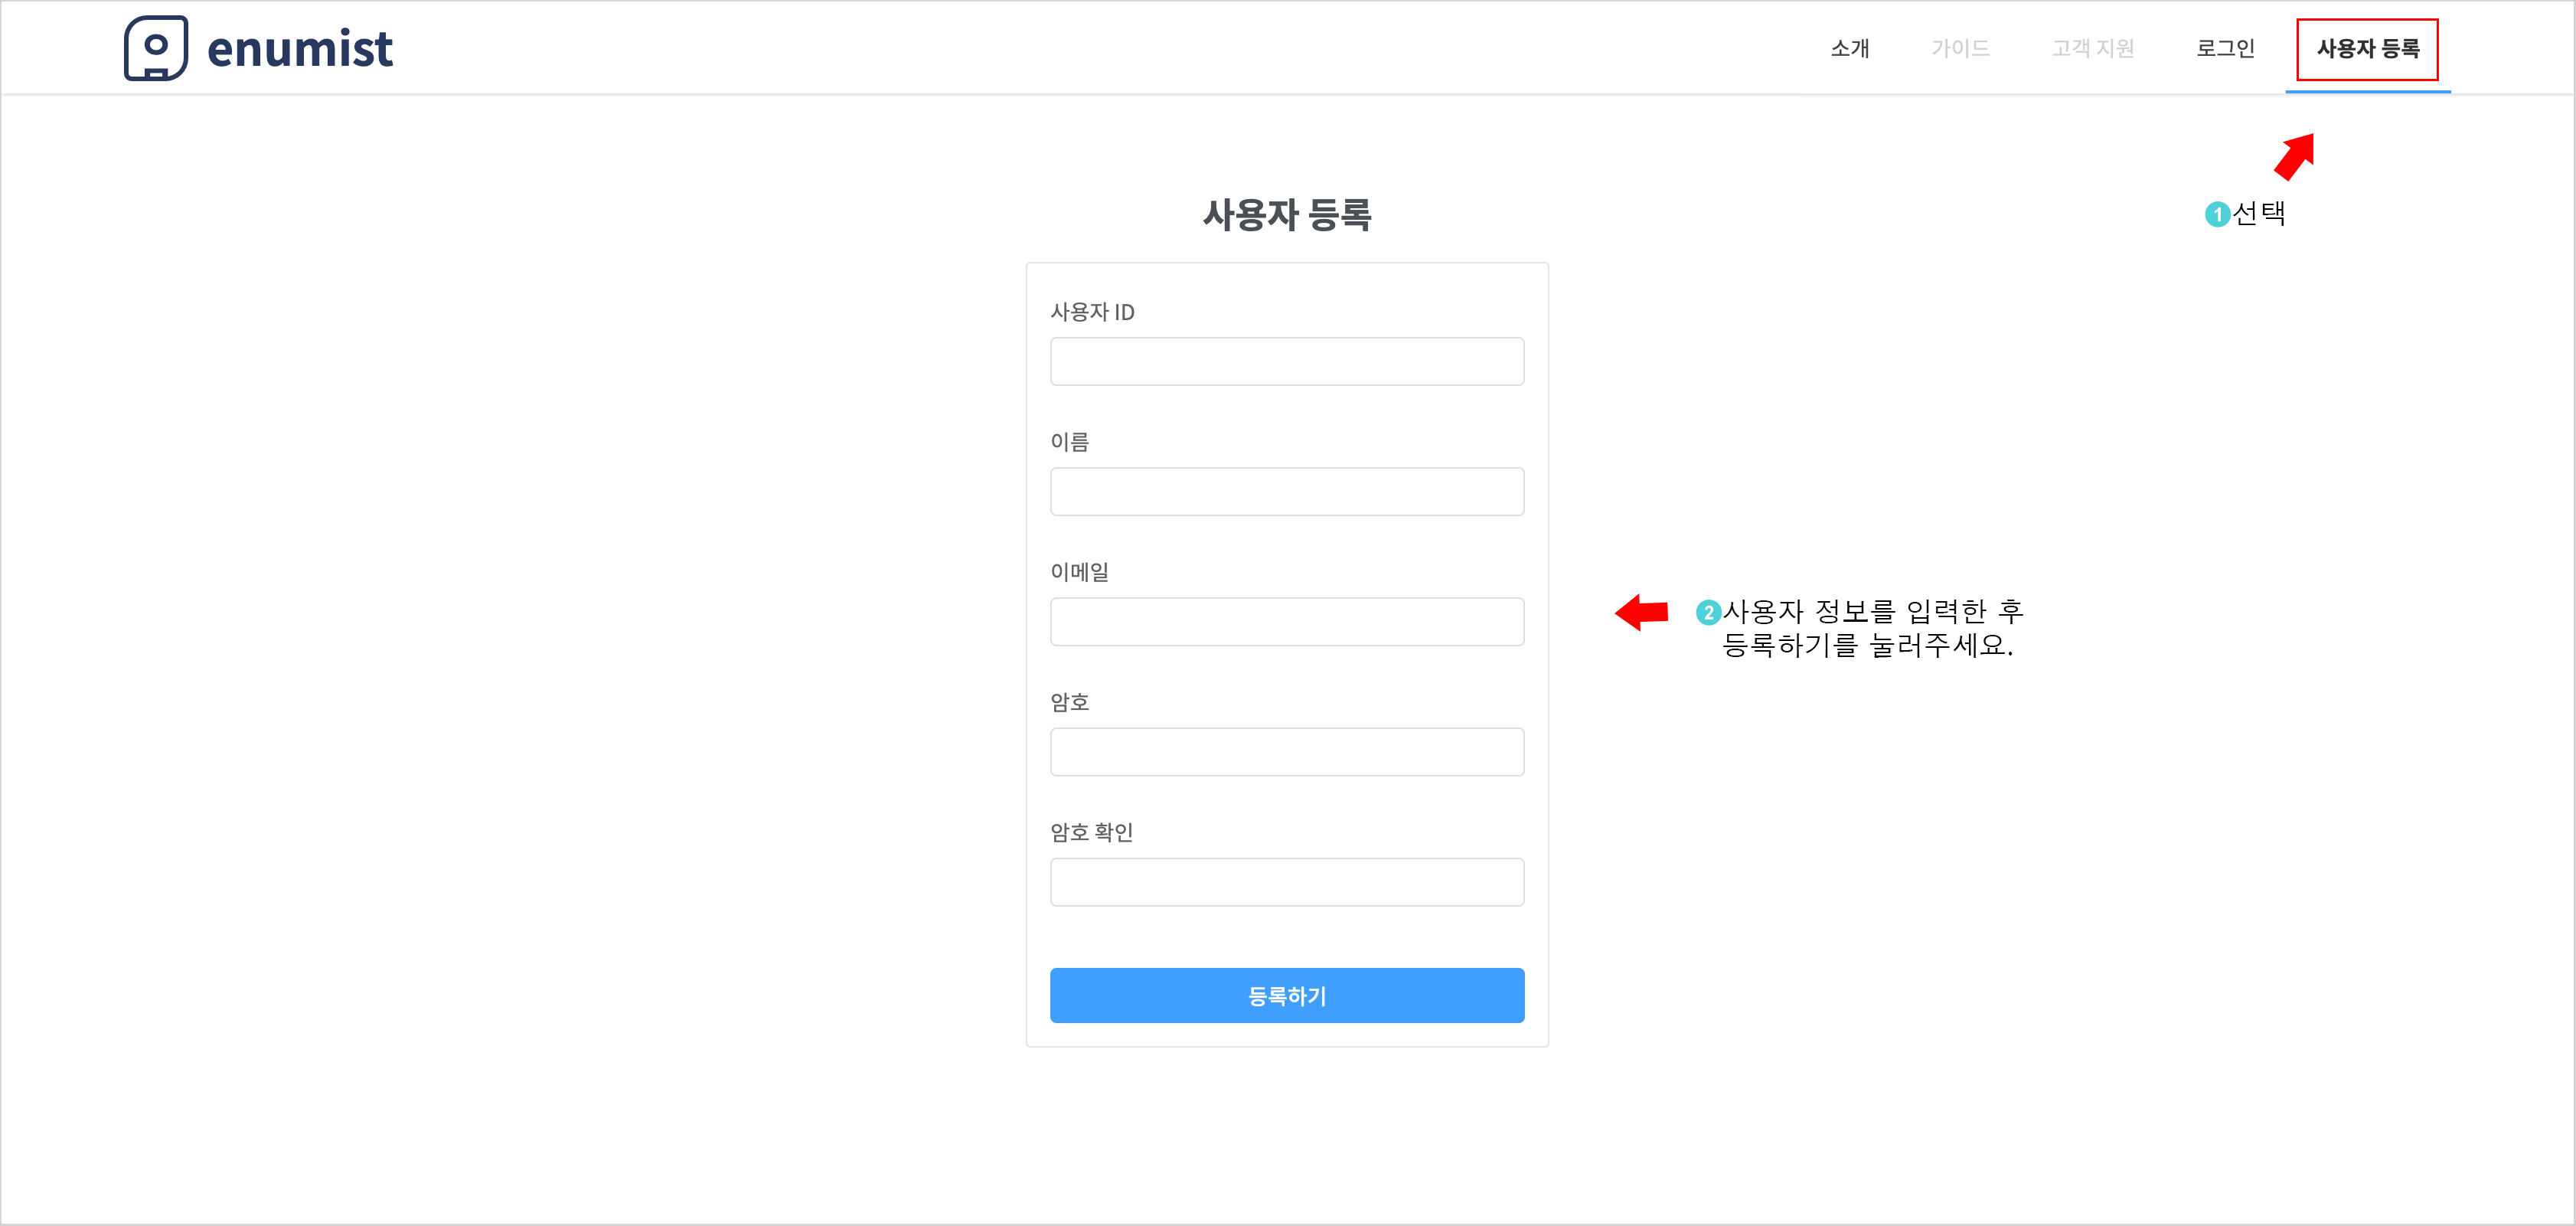 enumist
소개
가이드
고객 지원
로그인
사용자 등록
1 선택
사용자 등록
사용자 ID
이름
이메일
2 사용자 정보를 입력한 후
등록하기를 눌러주세요.
암호
암호 확인
등록하기